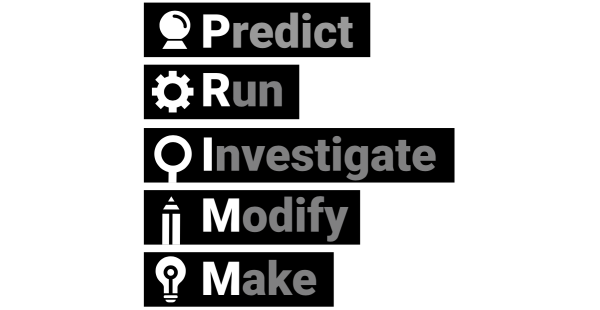 Predict
Run
Investigate
Modify
Make